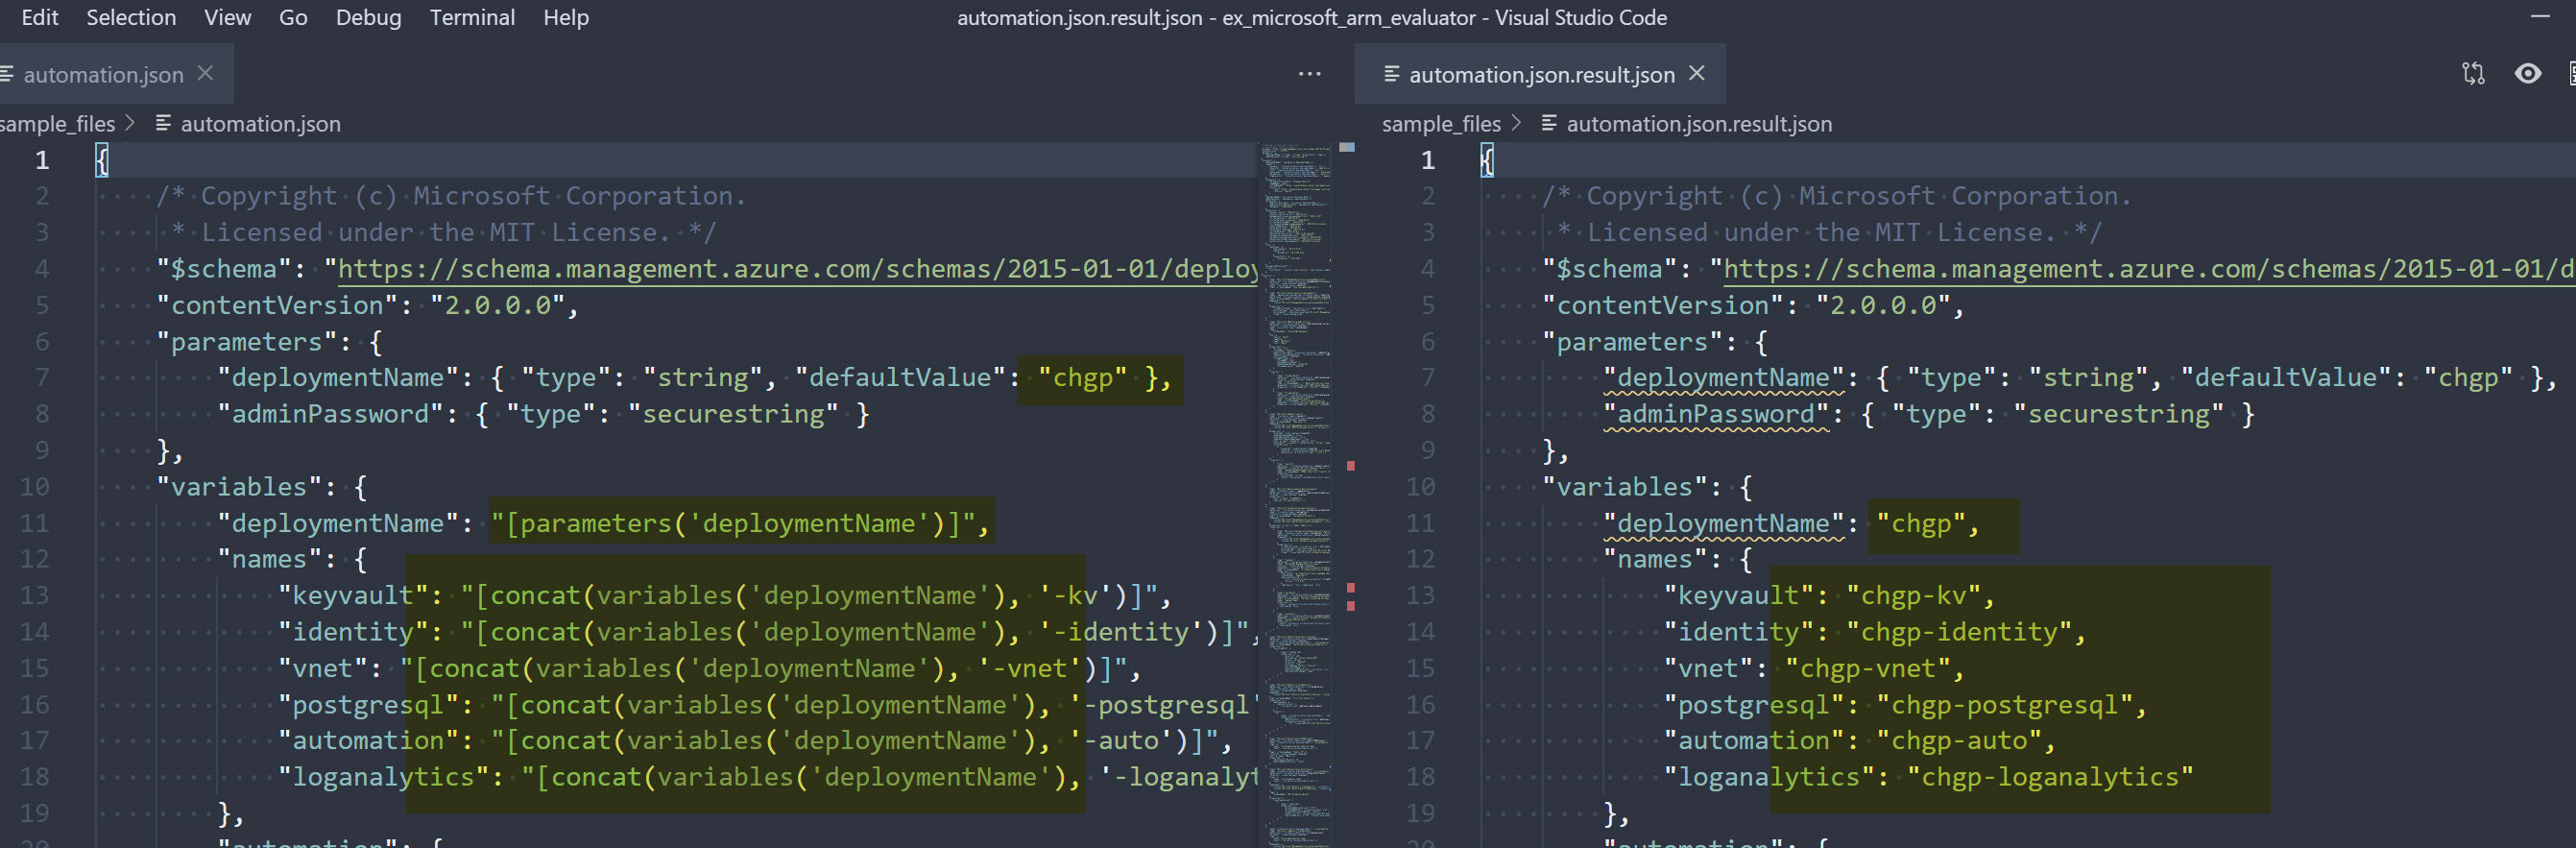 Edit Selection View Go Debug Terminal Help
automation.json.result.json - ex_microsoft_arm_evaluator - Visual Studio Code
automation.json
sample_files > automation.json
1 {
2 /* Copyright (c) Microsoft Corporation.
3 * Licensed under the MIT License. */
4 "$schema": "https://schema.management.azure.com/schemas/2015-01-01/deploy
5 "contentVersion": "2.0.0.0",
6 "parameters": {
7 "deploymentName": { "type": "string", "defaultValue": "chgp" },
8 "adminPassword": { "type": "securestring" }
9 },
10 "variables": {
11 "deploymentName": "[parameters('deploymentName')]",
12 "names": {
13 "keyvault": "[concat(variables('deploymentName'), '-kv')]",
14 "identity": "[concat(variables('deploymentName'), '-identity')]",
15 "vnet": "[concat(variables('deploymentName'), '-vnet')]",
16 "postgresql": "[concat(variables('deploymentName'), '-postgresql'
17 "automation": "[concat(variables('deploymentName'), '-auto')]",
18 "loganalytics": "[concat(variables('deploymentName'), '-loganalyt
19 },
20 "automation": {
automation.json.result.json
sample_files > automation.json.result.json
1 {
2 /* Copyright (c) Microsoft Corporation.
3 * Licensed under the MIT License. */
4 "$schema": "https://schema.management.azure.com/schemas/2015-01-01/d
5 "contentVersion": "2.0.0.0",
6 "parameters": {
7 "deploymentName": { "type": "string", "defaultValue": "chgp" },
8 "adminPassword": { "type": "securestring" }
9 },
10 "variables": {
11 "deploymentName": "chgp",
12 "names": {
13 "keyvault": "chgp-kv",
14 "identity": "chgp-identity",
15 "vnet": "chgp-vnet",
16 "postgresql": "chgp-postgresql",
17 "automation": "chgp-auto",
18 "loganalytics": "chgp-loganalytics"
19 },
20 "automation": {